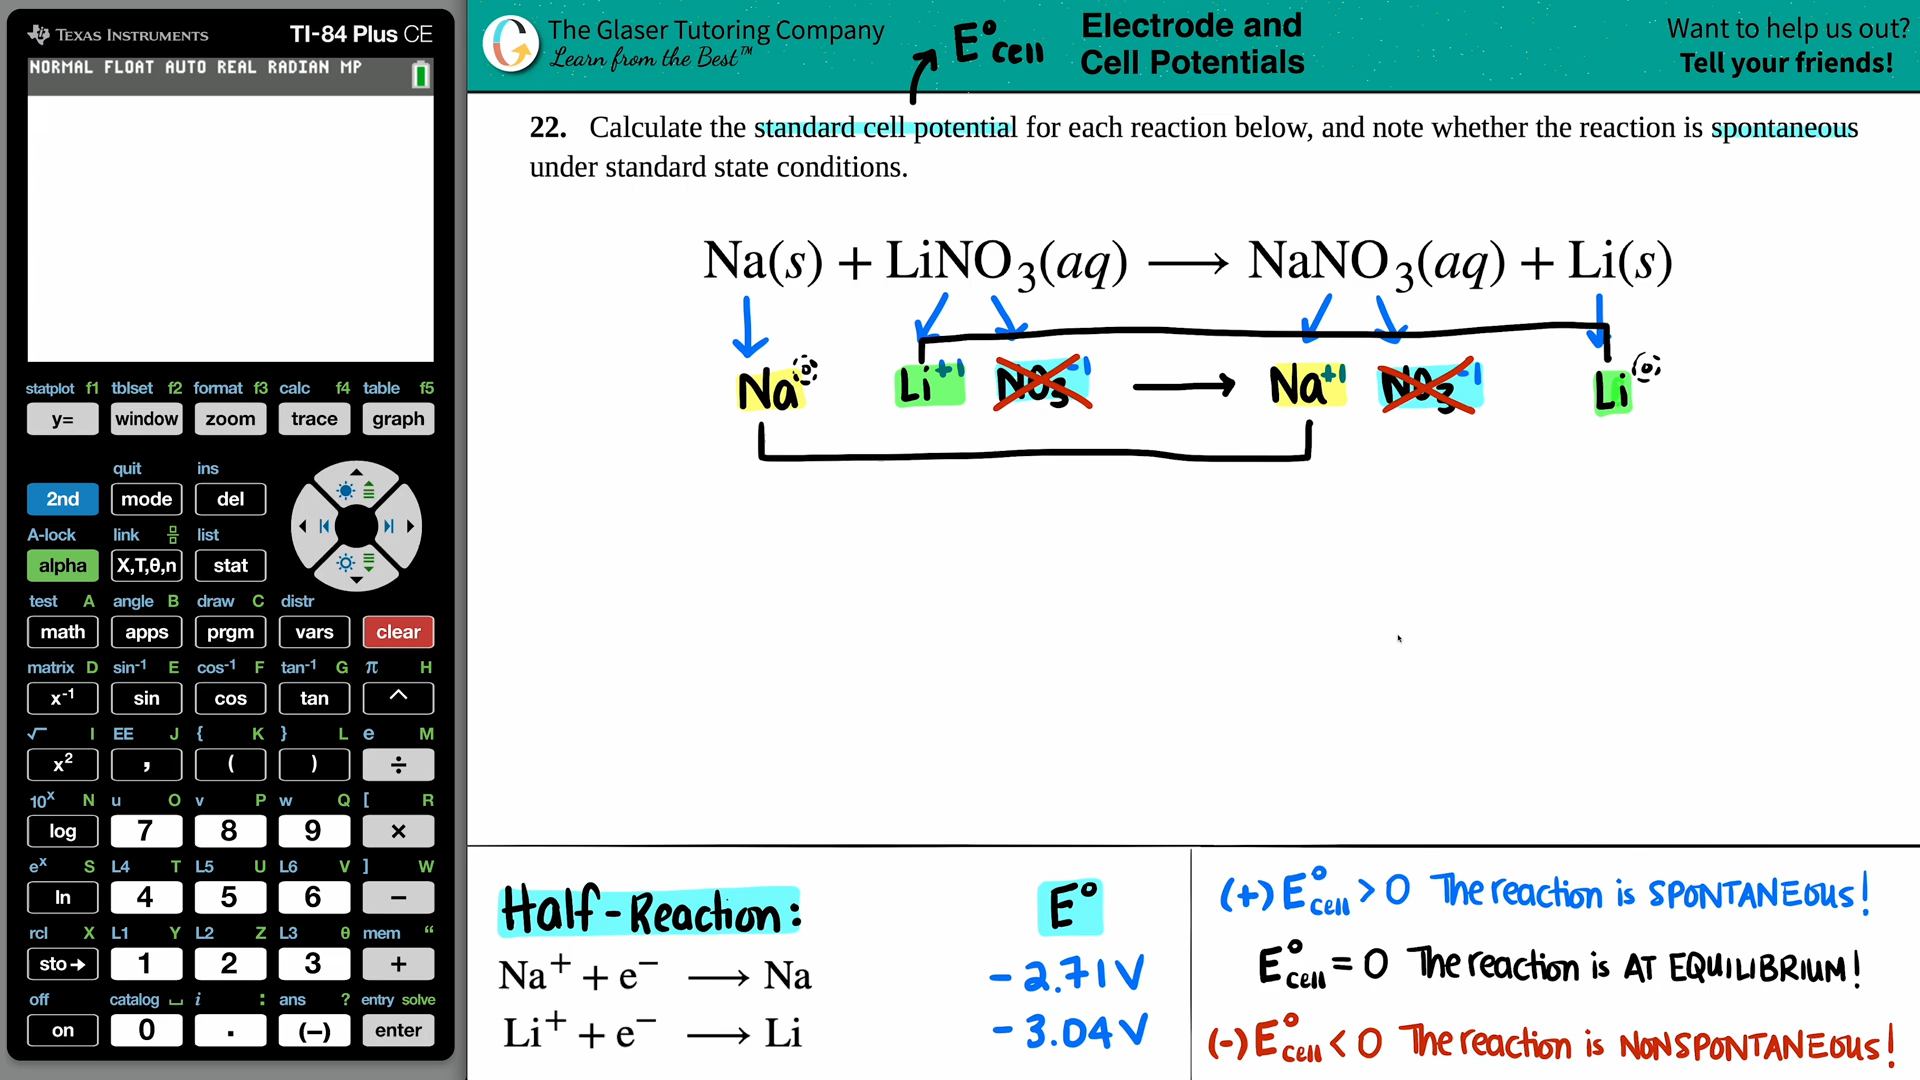 TEXAS INSTRUMENTS TI-84 Plus CE
NORMAL FLOAT AUTO REAL RADIAN MP
statplot f1 tblset f2 format f3 calc f4 table f5
y= window zoom trace graph
quit ins
2nd mode del
A-lock link list
alpha X,T,θ,n stat
test A angle B draw C distr
math apps prgm vars clear
matrix D sin⁻¹ E cos⁻¹ F tan⁻¹ G π H
x⁻¹ sin cos tan ^
√ I EE J { K } L e M
x² , ( ) ÷
10ˣ N u O v P w Q [ R
log 7 8 9 ×
eˣ S L4 T L5 U L6 V ] W
ln 4 5 6 −
rcl X L1 Y L2 Z L3 θ mem “
sto→ 1 2 3 +
off catalog ⎵ i : ans ? entry solve
on 0 . (−) enter
The Glaser Tutoring Company
Learn from the Best™
E°cell
Electrode and
Cell Potentials
Want to help us out?
Tell your friends!
22. Calculate the standard cell potential for each reaction below, and note whether the reaction is spontaneous
under standard state conditions.
Na(s) + LiNO₃(aq) ⟶ NaNO₃(aq) + Li(s)
Na⁰ Li⁺¹ NO₃⁻¹ → Na⁺¹ NO₃⁻¹ Li⁰
Half-Reaction: E°
Na⁺ + e⁻ ⟶ Na -2.71V
Li⁺ + e⁻ ⟶ Li -3.04V
(+) E°cell > 0 The reaction is SPONTANEOUS!
E°cell = 0 The reaction is AT EQUILIBRIUM!
(-) E°cell < 0 The reaction is NONSPONTANEOUS!